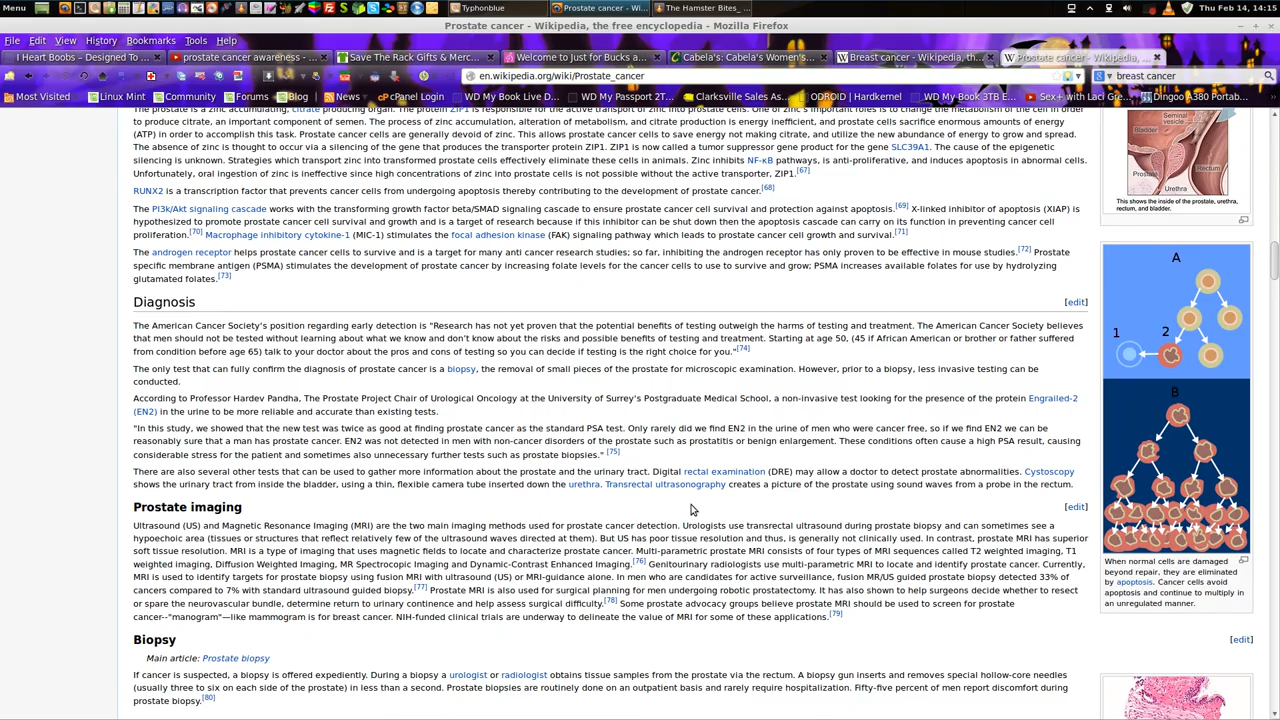 Menu
Typhonblue
Prostate cancer - Wi...
The Hamster Bites_
Thu Feb 14, 14:15
Prostate cancer - Wikipedia, the free encyclopedia - Mozilla Firefox
File Edit View History Bookmarks Tools Help
I Heart Boobs – Designed To ...
prostate cancer awareness - ...
Save The Rack Gifts & Merc...
Welcome to Just for Bucks a...
Cabela's: Cabela's Women's...
Breast cancer - Wikipedia, th...
Prostate cancer - Wikipedia, ...
en.wikipedia.org/wiki/Prostate_cancer
breast cancer
Most Visited Linux Mint Community Forums Blog News cPanel Login WD My Book Live D... WD My Passport 2T... Clarksville Sales As... ODROID | Hardkernel WD My Book 3TB E... Sex+ with Laci Gre... Dingoo A380 Portab...
The prostate is a zinc accumulating, citrate producing organ. The protein ZIP1 is responsible for the active transport of zinc into prostate cells. One of zinc's important roles is to change the metabolism of the cell in order
to produce citrate, an important component of semen. The process of zinc accumulation, alteration of metabolism, and citrate production is energy inefficient, and prostate cells sacrifice enormous amounts of energy
(ATP) in order to accomplish this task. Prostate cancer cells are generally devoid of zinc. This allows prostate cancer cells to save energy not making citrate, and utilize the new abundance of energy to grow and spread.
The absence of zinc is thought to occur via a silencing of the gene that produces the transporter protein ZIP1. ZIP1 is now called a tumor suppressor gene product for the gene SLC39A1. The cause of the epigenetic
silencing is unknown. Strategies which transport zinc into transformed prostate cells effectively eliminate these cells in animals. Zinc inhibits NF-κB pathways, is anti-proliferative, and induces apoptosis in abnormal cells.
Unfortunately, oral ingestion of zinc is ineffective since high concentrations of zinc into prostate cells is not possible without the active transporter, ZIP1.[67]
RUNX2 is a transcription factor that prevents cancer cells from undergoing apoptosis thereby contributing to the development of prostate cancer.[68]
The PI3k/Akt signaling cascade works with the transforming growth factor beta/SMAD signaling cascade to ensure prostate cancer cell survival and protection against apoptosis.[69] X-linked inhibitor of apoptosis (XIAP) is
hypothesized to promote prostate cancer cell survival and growth and is a target of research because if this inhibitor can be shut down then the apoptosis cascade can carry on its function in preventing cancer cell
proliferation.[70] Macrophage inhibitory cytokine-1 (MIC-1) stimulates the focal adhesion kinase (FAK) signaling pathway which leads to prostate cancer cell growth and survival.[71]
The androgen receptor helps prostate cancer cells to survive and is a target for many anti cancer research studies; so far, inhibiting the androgen receptor has only proven to be effective in mouse studies.[72] Prostate
specific membrane antigen (PSMA) stimulates the development of prostate cancer by increasing folate levels for the cancer cells to use to survive and grow; PSMA increases available folates for use by hydrolyzing
glutamated folates.[73]
Diagnosis [edit]
The American Cancer Society's position regarding early detection is "Research has not yet proven that the potential benefits of testing outweigh the harms of testing and treatment. The American Cancer Society believes
that men should not be tested without learning about what we know and don't know about the risks and possible benefits of testing and treatment. Starting at age 50, (45 if African American or brother or father suffered
from condition before age 65) talk to your doctor about the pros and cons of testing so you can decide if testing is the right choice for you."[74]
The only test that can fully confirm the diagnosis of prostate cancer is a biopsy, the removal of small pieces of the prostate for microscopic examination. However, prior to a biopsy, less invasive testing can be
conducted.
According to Professor Hardev Pandha, The Prostate Project Chair of Urological Oncology at the University of Surrey's Postgraduate Medical School, a non-invasive test looking for the presence of the protein Engrailed-2
(EN2) in the urine to be more reliable and accurate than existing tests.
"In this study, we showed that the new test was twice as good at finding prostate cancer as the standard PSA test. Only rarely did we find EN2 in the urine of men who were cancer free, so if we find EN2 we can be
reasonably sure that a man has prostate cancer. EN2 was not detected in men with non-cancer disorders of the prostate such as prostatitis or benign enlargement. These conditions often cause a high PSA result, causing
considerable stress for the patient and sometimes also unnecessary further tests such as prostate biopsies." [75]
There are also several other tests that can be used to gather more information about the prostate and the urinary tract. Digital rectal examination (DRE) may allow a doctor to detect prostate abnormalities. Cystoscopy
shows the urinary tract from inside the bladder, using a thin, flexible camera tube inserted down the urethra. Transrectal ultrasonography creates a picture of the prostate using sound waves from a probe in the rectum.
Prostate imaging [edit]
Ultrasound (US) and Magnetic Resonance Imaging (MRI) are the two main imaging methods used for prostate cancer detection. Urologists use transrectal ultrasound during prostate biopsy and can sometimes see a
hypoechoic area (tissues or structures that reflect relatively few of the ultrasound waves directed at them). But US has poor tissue resolution and thus, is generally not clinically used. In contrast, prostate MRI has superior
soft tissue resolution. MRI is a type of imaging that uses magnetic fields to locate and characterize prostate cancer. Multi-parametric prostate MRI consists of four types of MRI sequences called T2 weighted imaging, T1
weighted imaging, Diffusion Weighted Imaging, MR Spectrocopic Imaging and Dynamic-Contrast Enhanced Imaging.[76] Genitourinary radiologists use multi-parametric MRI to locate and identify prostate cancer. Currently,
MRI is used to identify targets for prostate biopsy using fusion MRI with ultrasound (US) or MRI-guidance alone. In men who are candidates for active surveillance, fusion MR/US guided prostate biopsy detected 33% of
cancers compared to 7% with standard ultrasound guided biopsy.[77] Prostate MRI is also used for surgical planning for men undergoing robotic prostatectomy. It has also shown to help surgeons decide whether to resect
or spare the neurovascular bundle, determine return to urinary continence and help assess surgical difficulty.[78] Some prostate advocacy groups believe prostate MRI should be used to screen for prostate
cancer--"manogram"—like mammogram is for breast cancer. NIH-funded clinical trials are underway to delineate the value of MRI for some of these applications.[79]
Biopsy [edit]
Main article: Prostate biopsy
If cancer is suspected, a biopsy is offered expediently. During a biopsy a urologist or radiologist obtains tissue samples from the prostate via the rectum. A biopsy gun inserts and removes special hollow-core needles
(usually three to six on each side of the prostate) in less than a second. Prostate biopsies are routinely done on an outpatient basis and rarely require hospitalization. Fifty-five percent of men report discomfort during
prostate biopsy.[80]
Seminal
vesicle
Bladder
Prostate
Rectum
Urethra
This shows the inside of the prostate, urethra,
rectum, and bladder.
A
1 2
B
When normal cells are damaged
beyond repair, they are eliminated
by apoptosis. Cancer cells avoid
apoptosis and continue to multiply in
an unregulated manner.